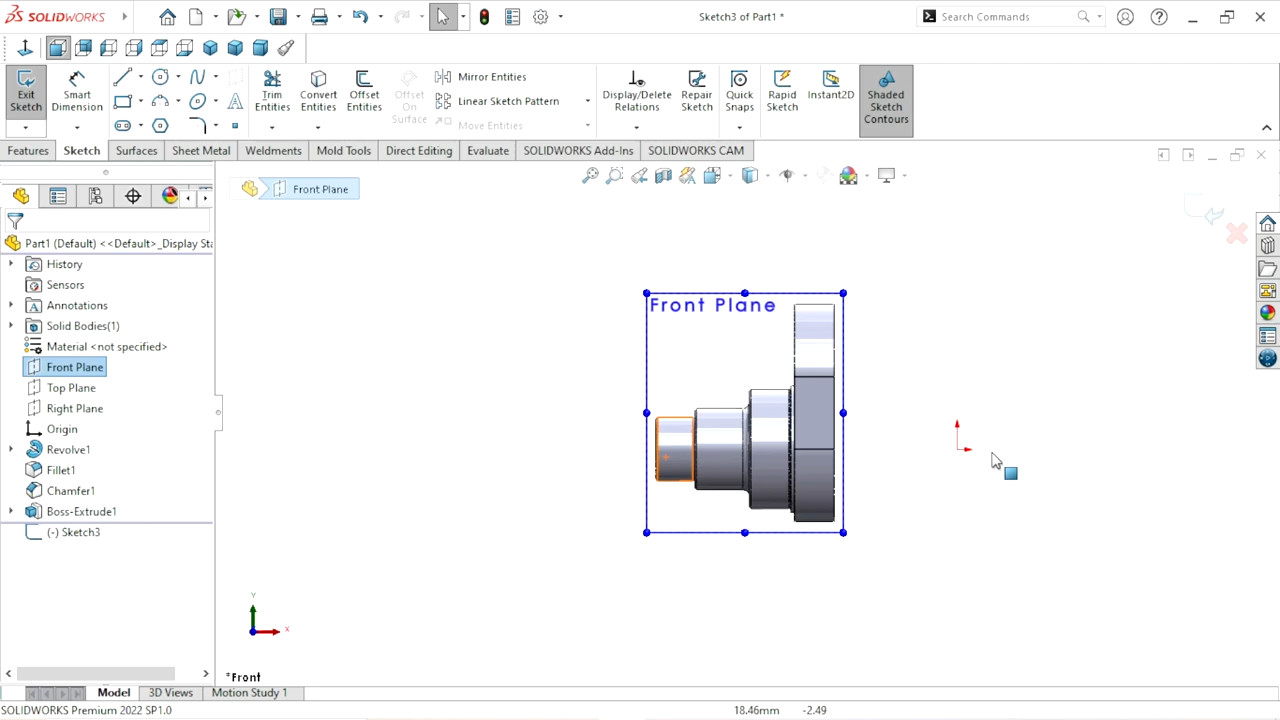 SOLIDWORKS
Sketch3 of Part1 *
Search Commands
Exit Sketch
Smart Dimension
Trim Entities
Convert Entities
Offset Entities
Offset On Surface
Mirror Entities
Linear Sketch Pattern
Move Entities
Display/Delete Relations
Repair Sketch
Quick Snaps
Rapid Sketch
Instant2D
Shaded Sketch Contours
Features
Sketch
Surfaces
Sheet Metal
Weldments
Mold Tools
Direct Editing
Evaluate
SOLIDWORKS Add-Ins
SOLIDWORKS CAM
Front Plane
Part1 (Default) <<Default>_Display Sta
History
Sensors
Annotations
Solid Bodies(1)
Material <not specified>
Front Plane
Top Plane
Right Plane
Origin
Revolve1
Fillet1
Chamfer1
Boss-Extrude1
(-) Sketch3
Front Plane
Y
X
*Front
Model
3D Views
Motion Study 1
SOLIDWORKS Premium 2022 SP1.0
18.46mm
-2.49